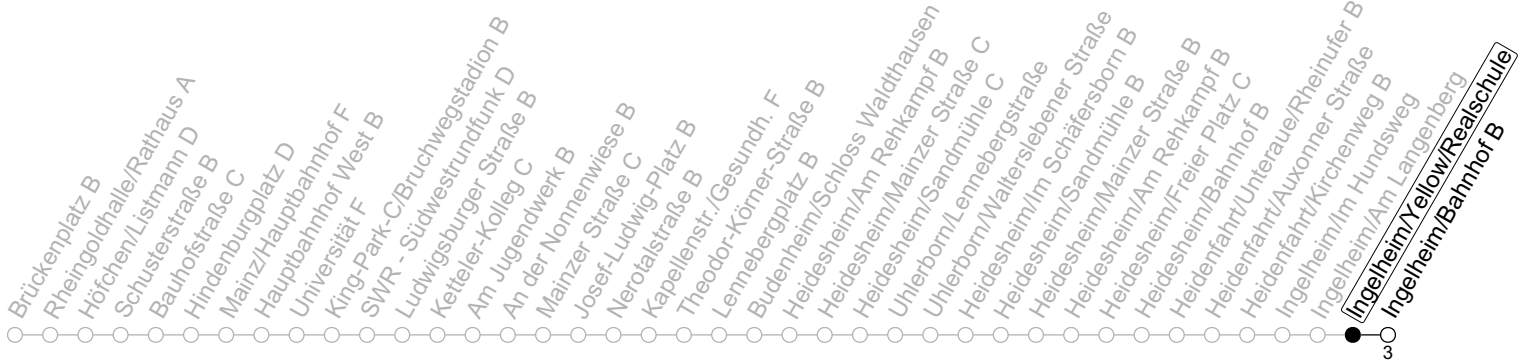 Brückenplatz B
Rheingoldhalle/Rathaus A
Höfchen/Listmann D
Schusterstraße B
Bauhofstraße C
Hindenburgplatz D
Mainz/Hauptbahnhof F
Hauptbahnhof West B
Universität F
King-Park-C/Bruchwegstadion B
SWR - Südwestrundfunk D
Ludwigsburger Straße B
Ketteler-Kolleg C
Am Jugendwerk B
An der Nonnenwiese B
Mainzer Straße C
Josef-Ludwig-Platz B
Nerotalstraße B
Kapellenstr./Gesundh. F
Theodor-Körner-Straße B
Lennebergplatz B
Budenheim/Schloss Waldthausen
Heidesheim/Am Rehkampf B
Heidesheim/Mainzer Straße C
Heidesheim/Sandmühle C
Uhlerborn/Lennebergstraße
Uhlerborn/Walterslebener Straße
Heidesheim/Im Schäfersborn B
Heidesheim/Sandmühle B
Heidesheim/Mainzer Straße B
Heidesheim/Am Rehkampf B
Heidesheim/Freier Platz C
Heidesheim/Bahnhof B
Heidenfahrt/Unteraue/Rheinufer B
Heidenfahrt/Auxonner Straße
Heidenfahrt/Kirchenweg B
Ingelheim/Im Hundsweg
Ingelheim/Am Langenberg
Ingelheim/Yellow/Realschule
Ingelheim/Bahnhof B
3